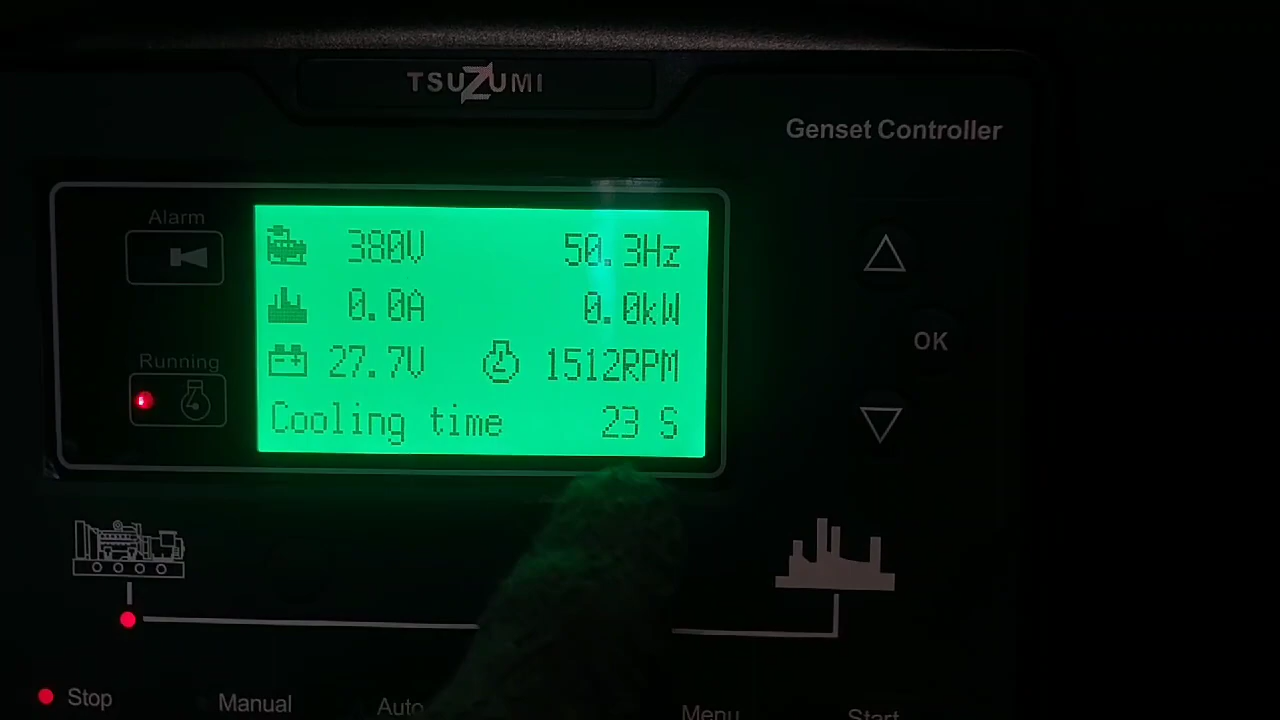 TSUZUMI
Genset Controller
Alarm
380V 50.3Hz
0.0A 0.0kW
Running
27.7V 1512RPM
OK
Cooling time 23 S
Stop Manual Auto Menu Start